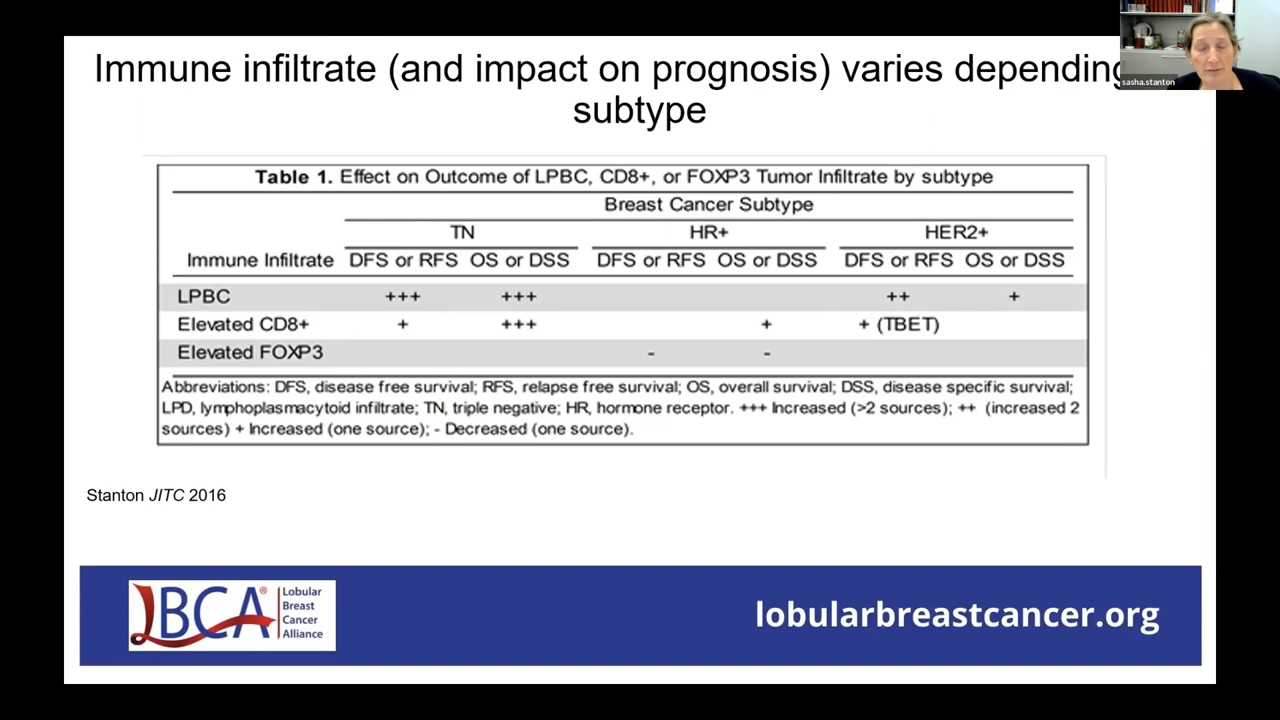 Immune infiltrate (and impact on prognosis) varies depending
subtype
sasha.stanton
Table 1. Effect on Outcome of LPBC, CD8+, or FOXP3 Tumor Infiltrate by subtype
Breast Cancer Subtype
TN HR+ HER2+
Immune Infiltrate DFS or RFS OS or DSS DFS or RFS OS or DSS DFS or RFS OS or DSS
LPBC +++ +++ ++ +
Elevated CD8+ + +++ + + (TBET)
Elevated FOXP3 - -
Abbreviations: DFS, disease free survival; RFS, relapse free survival; OS, overall survival; DSS, disease specific survival;
LPD, lymphoplasmacytoid infiltrate; TN, triple negative; HR, hormone receptor. +++ Increased (>2 sources); ++ (increased 2
sources) + Increased (one source); - Decreased (one source).
Stanton JITC 2016
LBCA®
Lobular
Breast
Cancer
Alliance
lobularbreastcancer.org